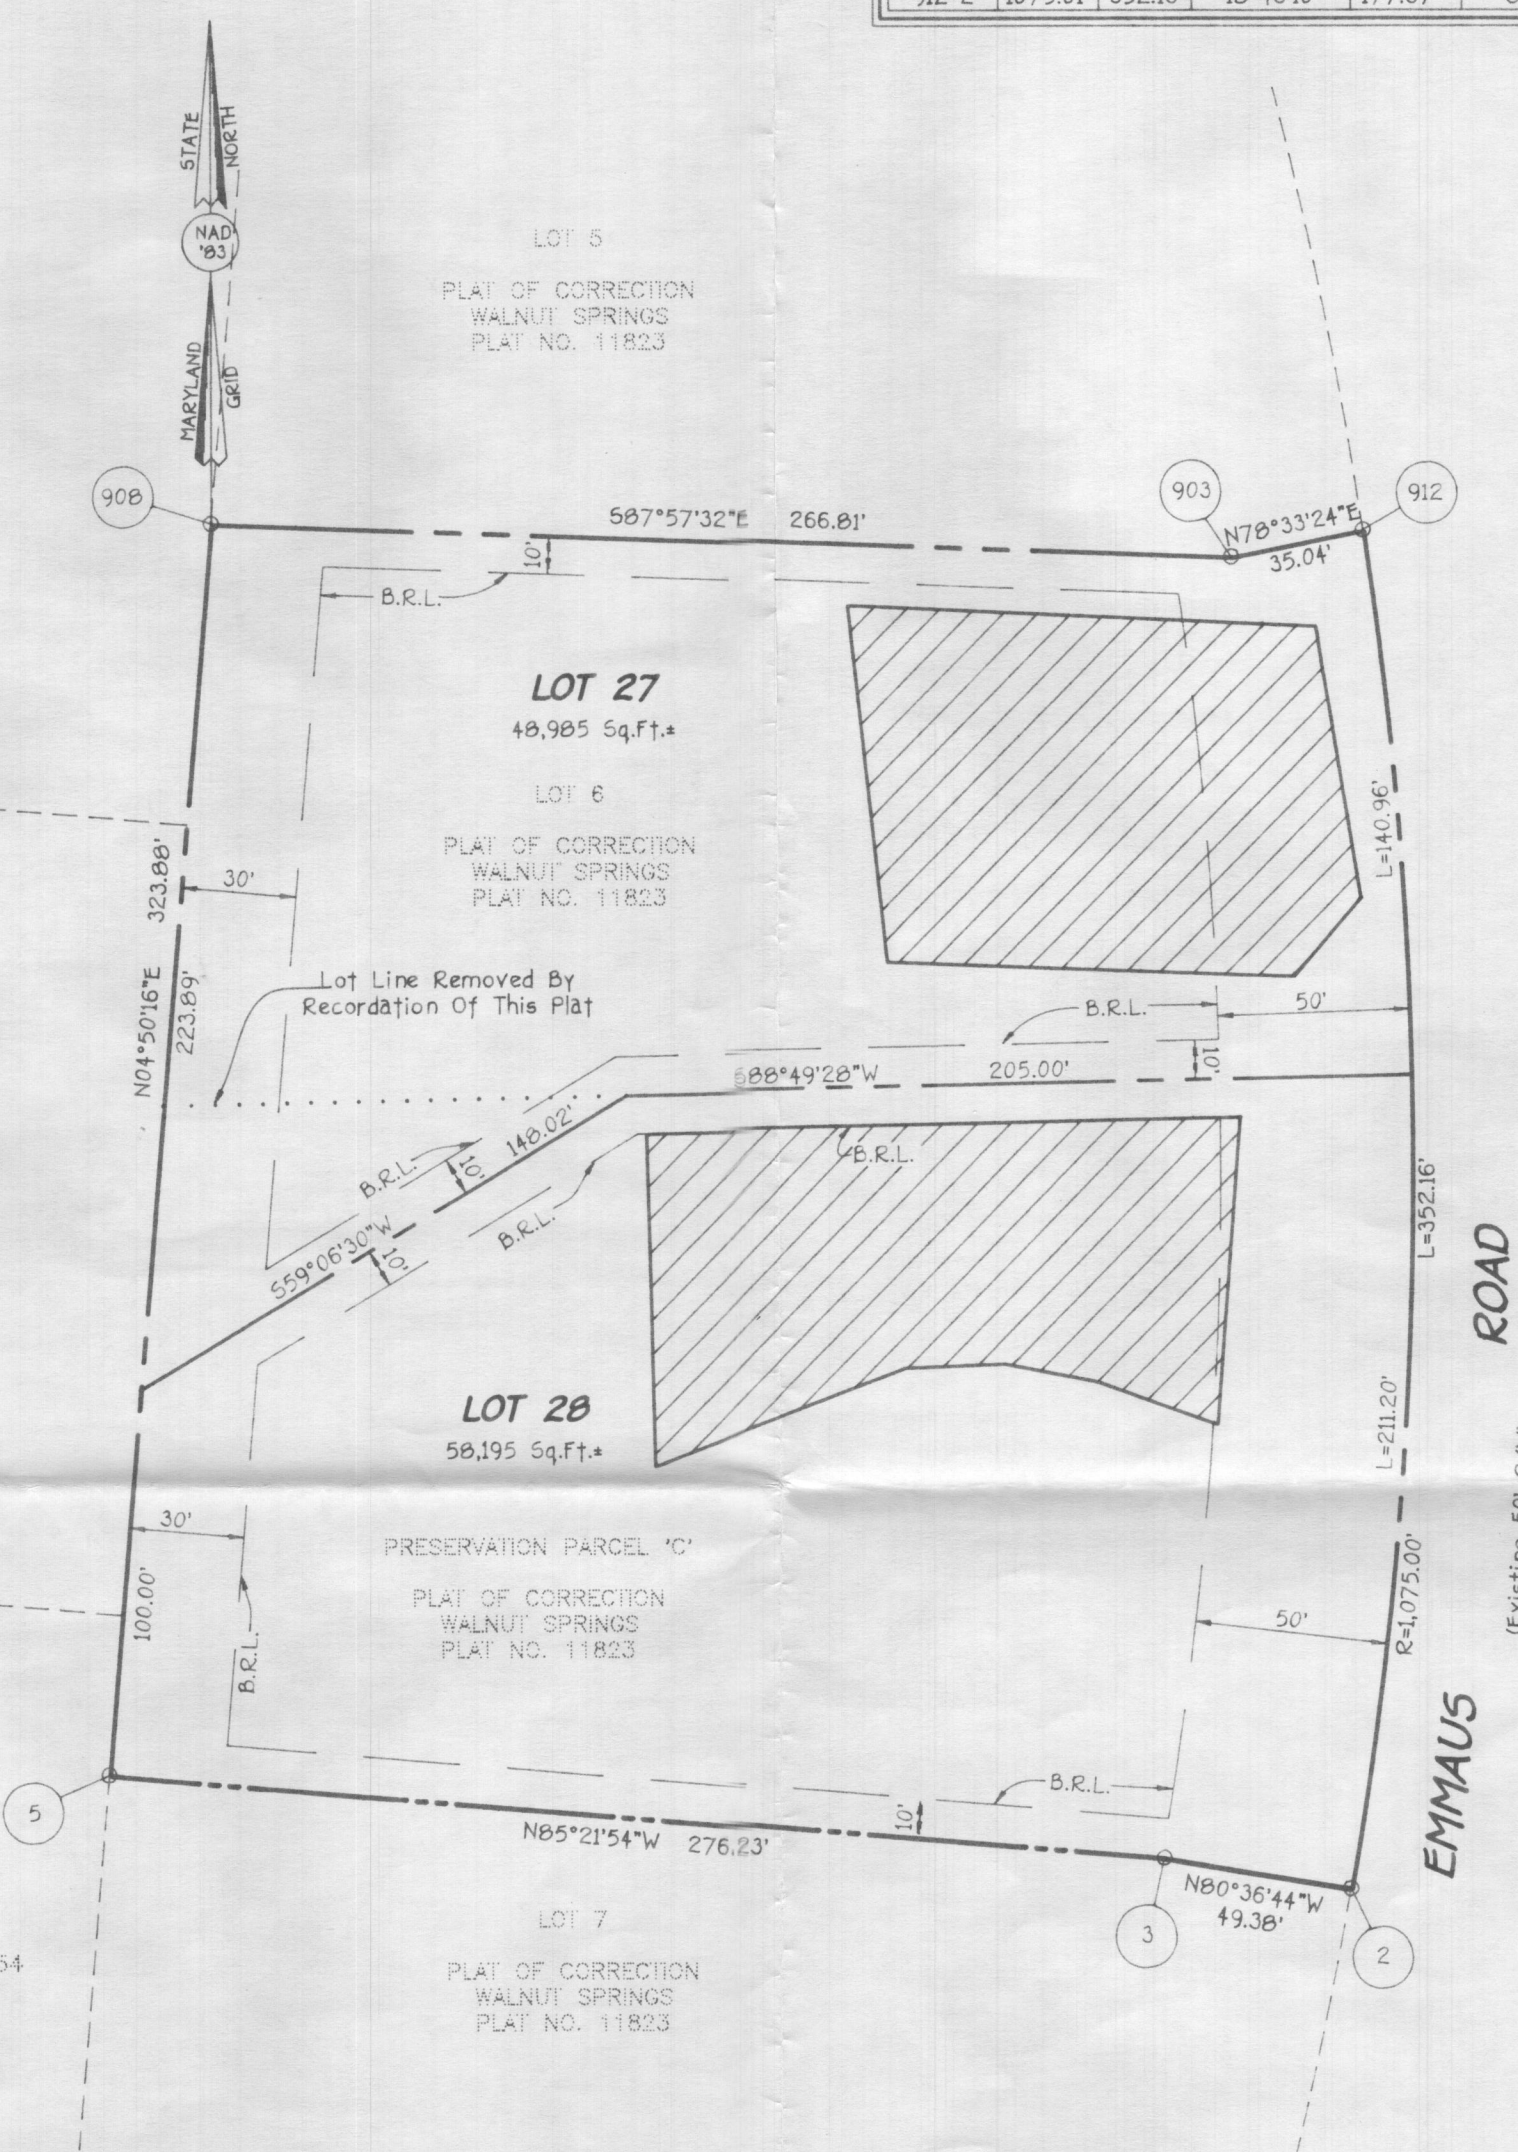 STATE
NORTH
NAD
'83
MARYLAND
GRID
LOT 5
PLAT OF CORRECTION
WALNUT SPRINGS
PLAT NO. 11823
908
903
912
S87°57'32"E 266.81'
N78°33'24"E
35.04'
10'
B.R.L.
LOT 27
48,985 Sq.Ft.±
LOT 6
PLAT OF CORRECTION
WALNUT SPRINGS
PLAT NO. 11823
L=140.96'
323.88'
30'
N04°50'16"E
223.89'
Lot Line Removed By
Recordation Of This Plat
B.R.L.
50'
10'
S88°49'28"W 205.00'
148.02'
B.R.L.
10'
B.R.L.
B.R.L.
S59°06'30"W
10'
L=352.16'
ROAD
LOT 28
58,195 Sq.Ft.±
L=211.20'
30'
PRESERVATION PARCEL 'C'
PLAT OF CORRECTION
WALNUT SPRINGS
PLAT NO. 11823
100.00'
B.R.L.
50'
R=1,075.00'
(Existing 50'
EMMAUS
B.R.L.
10'
5
N85°21'54"W 276.23'
N80°36'44"W
49.38'
3
2
LOT 7
PLAT OF CORRECTION
WALNUT SPRINGS
PLAT NO. 11823
54